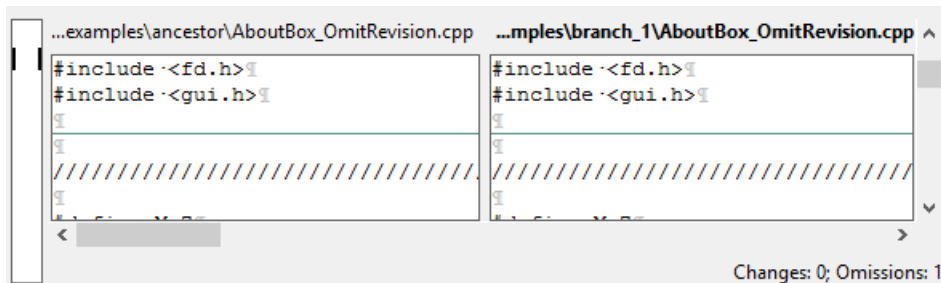 ...examples\ancestor\AboutBox_OmitRevision.cpp
...mples\branch_1\AboutBox_OmitRevision.cpp
#include·<fd.h>¶
#include·<gui.h>¶
¶
¶
/////////////////////////////////
¶
#include·<fd.h>¶
#include·<gui.h>¶
¶
¶
/////////////////////////////////
¶
Changes: 0; Omissions: 1